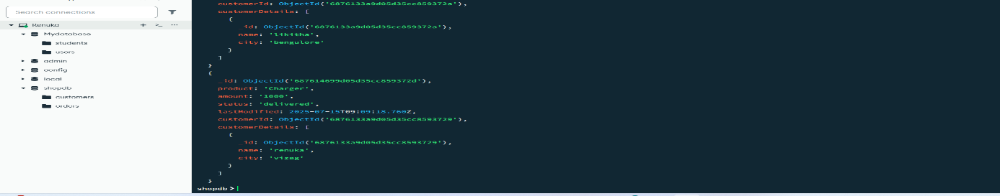 Search connections
Renuka
Mydatabase
students
users
admin
config
local
shopdb
customers
orders
customerId: ObjectId('6876133a9d05d35cc859372a'),
customerDetails: [
{
_id: ObjectId('6876133a9d05d35cc859372a'),
name: 'likitha',
city: 'bengulore'
}
]
}
{
_id: ObjectId('687614099d05d35cc859372d'),
product: 'Charger',
amount: '1000',
status: 'delivered',
lastModified: 2025-07-15T09:09:18.760Z,
customerId: ObjectId('6876133a9d05d35cc8593729'),
customerDetails: [
{
_id: ObjectId('6876133a9d05d35cc8593729'),
name: 'renuka',
city: 'vizag'
}
]
}
shopdb>